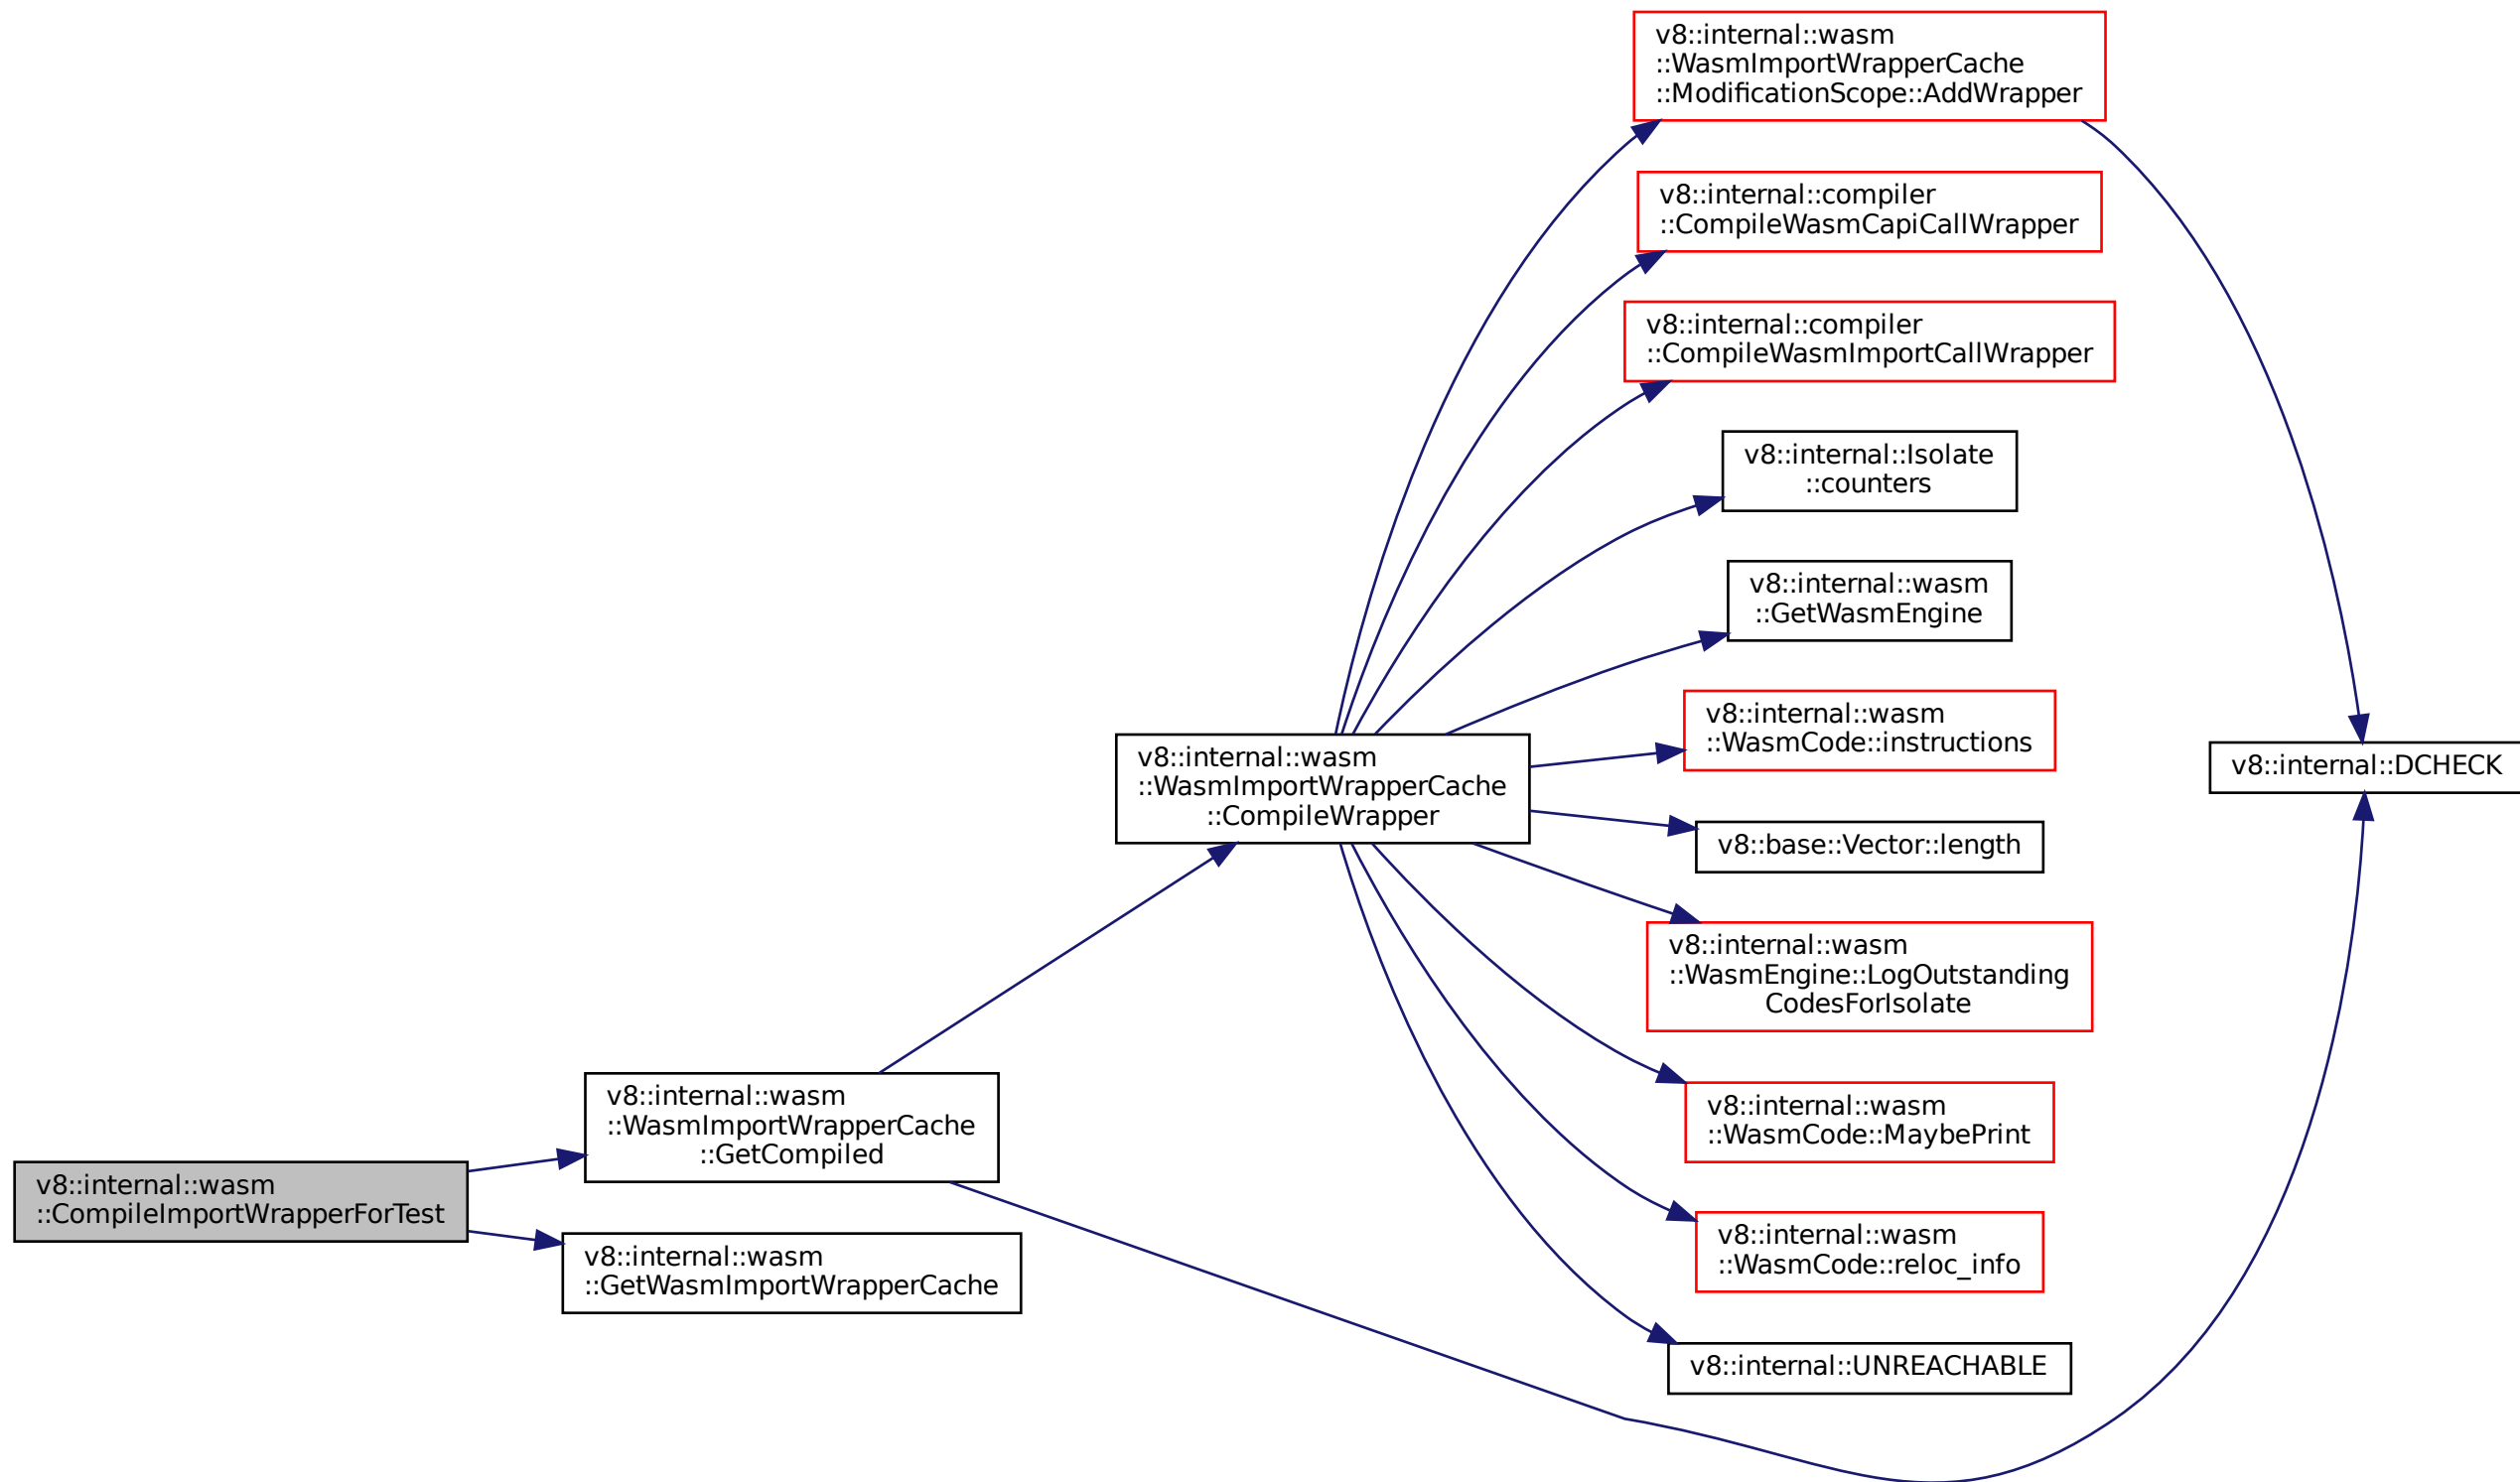 v8::internal::wasm
::CompileImportWrapperForTest
v8::internal::wasm
::WasmImportWrapperCache
::GetCompiled
v8::internal::wasm
::GetWasmImportWrapperCache
v8::internal::wasm
::WasmImportWrapperCache
::CompileWrapper
v8::internal::wasm
::WasmImportWrapperCache
::ModificationScope::AddWrapper
v8::internal::compiler
::CompileWasmCapiCallWrapper
v8::internal::compiler
::CompileWasmImportCallWrapper
v8::internal::Isolate
::counters
v8::internal::wasm
::GetWasmEngine
v8::internal::wasm
::WasmCode::instructions
v8::base::Vector::length
v8::internal::wasm
::WasmEngine::LogOutstanding
CodesForIsolate
v8::internal::wasm
::WasmCode::MaybePrint
v8::internal::wasm
::WasmCode::reloc_info
v8::internal::UNREACHABLE
v8::internal::DCHECK